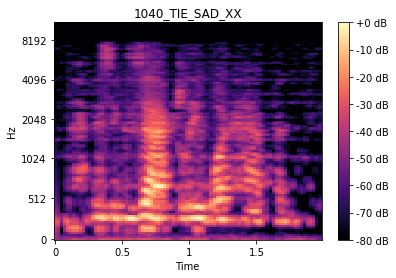 1040_TIE_SAD_XX
+0 dB
8192
-10 dB
4096
-20 dB
-30 dB
2048
Hz
-40 dB
1024
-50 dB
512
-60 dB
-70 dB
0
-80 dB
0
0.5
1
1.5
Time